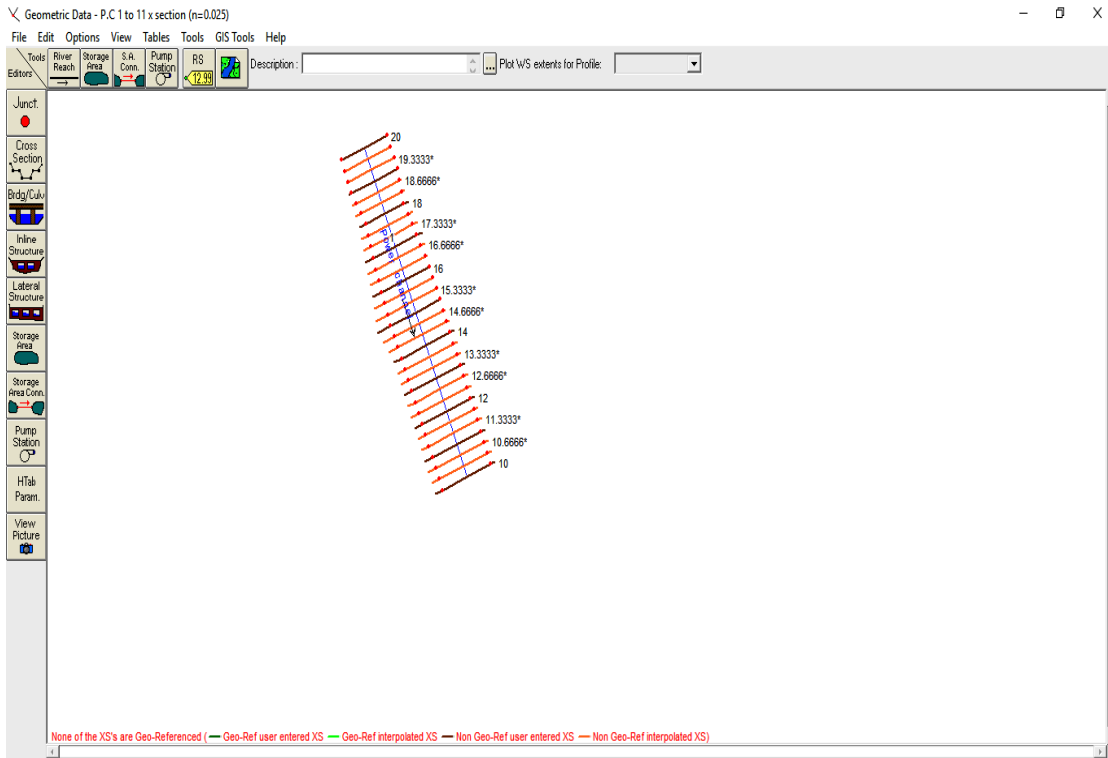 Geometric Data - P.C 1 to 11 x section (n=0.025)
File Edit Options View Tables Tools GIS Tools Help
Tools
Editors
River Reach
Storage Area
S.A. Conn.
Pump Station
RS
12.99
Description :
...
Plot WS extents for Profile:
Junct.
Cross Section
Brdg/Culv
Inline Structure
Lateral Structure
Storage Area
Storage Area Conn.
Pump Station
HTab Param.
View Picture
20
19.3333*
18.6666*
18
17.3333*
16.6666*
16
15.3333*
14.6666*
14
13.3333*
12.6666*
12
11.3333*
10.6666*
10
Power
None of the XS's are Geo-Referenced ( Geo-Ref user entered XS Geo-Ref interpolated XS Non Geo-Ref user entered XS Non Geo-Ref interpolated XS)